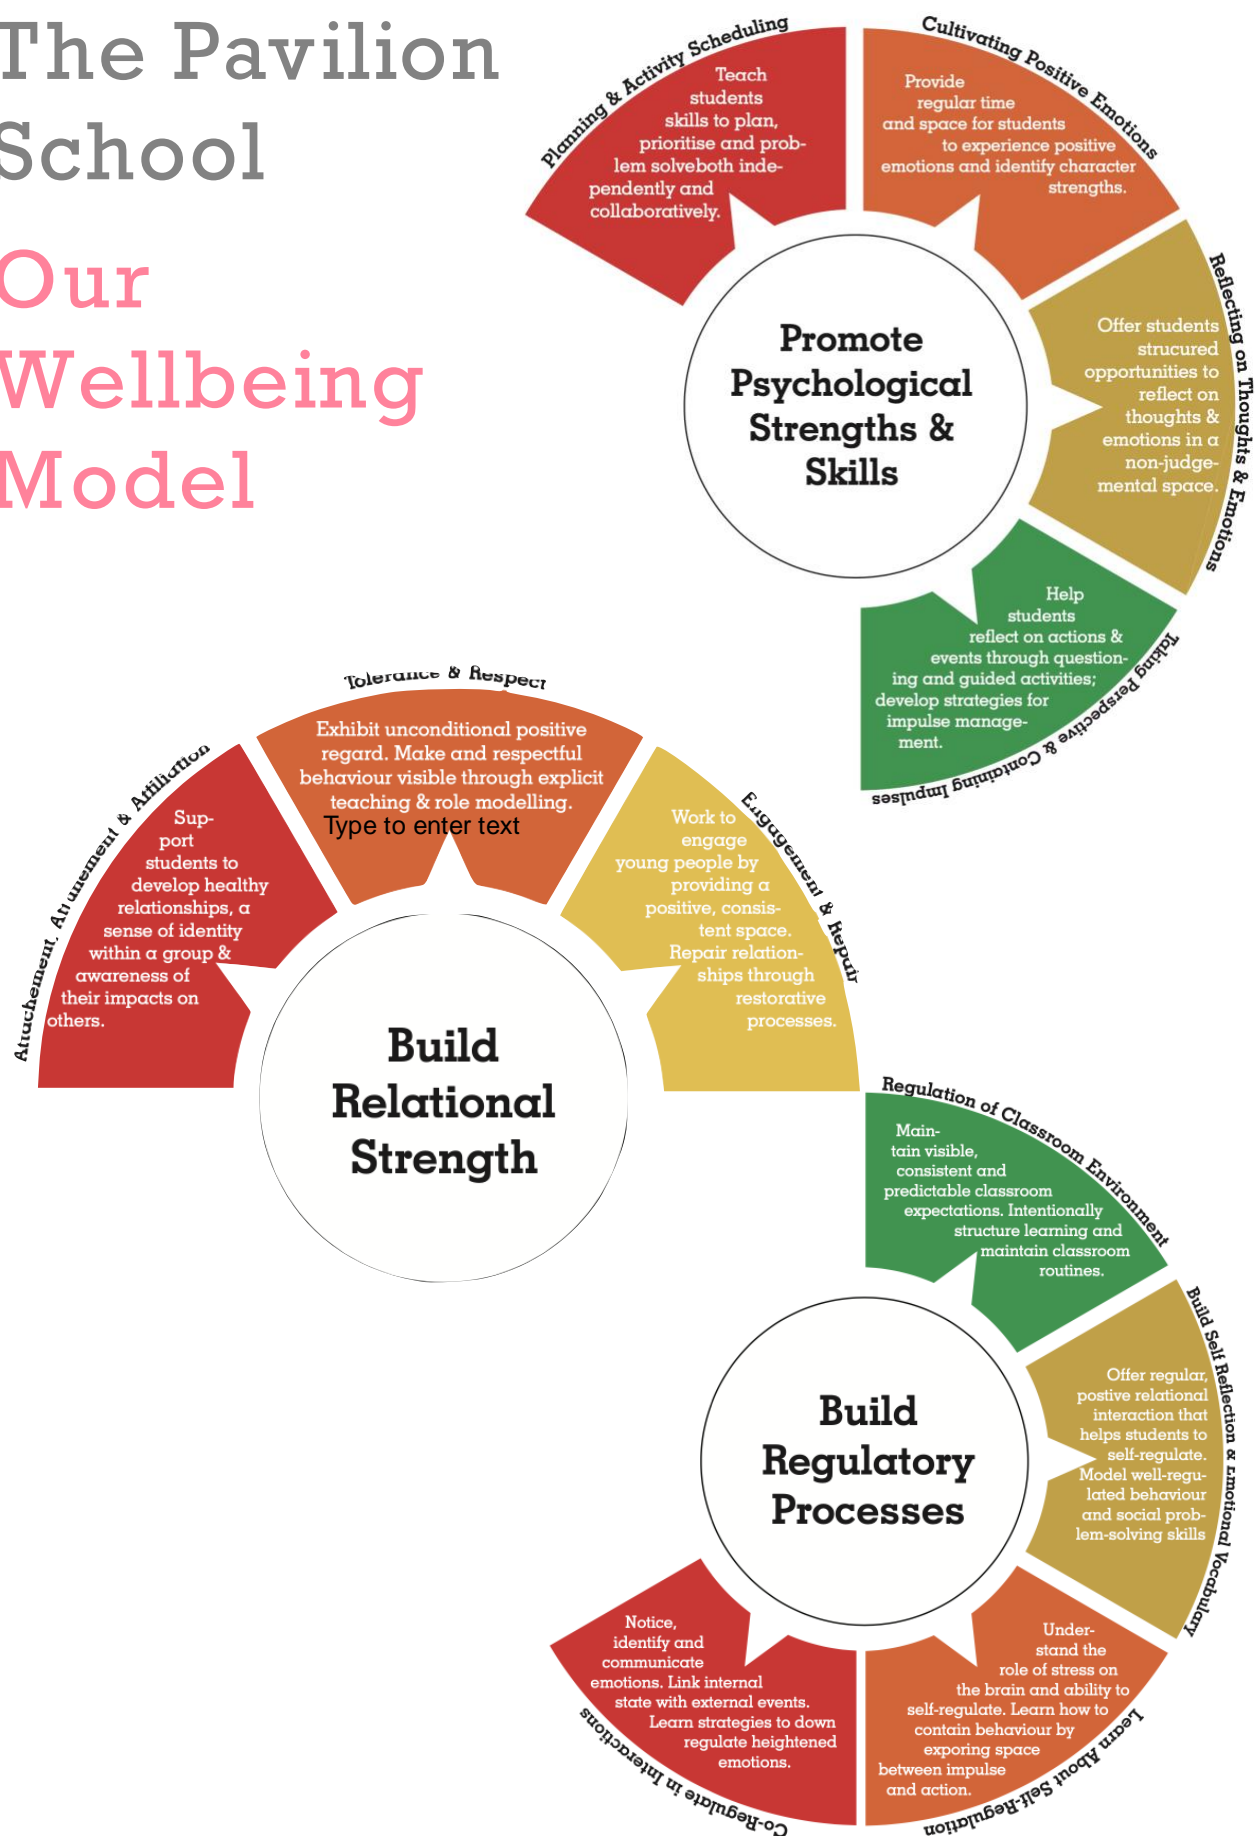 The Pavilion
School
Our
Wellbeing
Model
Planning & Activity Scheduling
Teach
students
skills to plan,
prioritise and prob-
lem solveboth inde-
pendently and
collaboratively.
Cultivating Positive Emotions
Provide
regular time
and space for students
to experience positive
emotions and identify character
strengths.
Reflecting on Thoughts & Emotions
Offer students
strucured
opportunities to
reflect on
thoughts &
emotions in a
non-judge-
mental space.
Taking Perspective & Containing Impulses
Help
students
reflect on actions &
events through question-
ing and guided activities;
develop strategies for
impulse manage-
ment.
Promote
Psychological
Strengths &
Skills
Attachement, Attunement & Affiliation
Sup-
port
students to
develop healthy
relationships, a
sense of identity
within a group &
awareness of
their impacts on
others.
Tolerance & Respect
Exhibit unconditional positive
regard. Make and respectful
behaviour visible through explicit
teaching & role modelling.
Type to enter text
Engagement & Repair
Work to
engage
young people by
providing a
positive, consis-
tent space.
Repair relation-
ships through
restorative
processes.
Build
Relational
Strength
Regulation of Classroom Environment
Main-
tain visible,
consistent and
predictable classroom
expectations. Intentionally
structure learning and
maintain classroom
routines.
Build Self Reflection & Emotional Vocabulary
Offer regular,
postive relational
interaction that
helps students to
self-regulate.
Model well-regu-
lated behaviour
and social prob-
lem-solving skills
Build
Regulatory
Processes
Learn About Self-Regulation
Under-
stand the
role of stress on
the brain and ability to
self-regulate. Learn how to
contain behaviour by
exporing space
between impulse
and action.
Co-Regulate in Interactions
Notice,
identify and
communicate
emotions. Link internal
state with external events.
Learn strategies to down
regulate heightened
emotions.